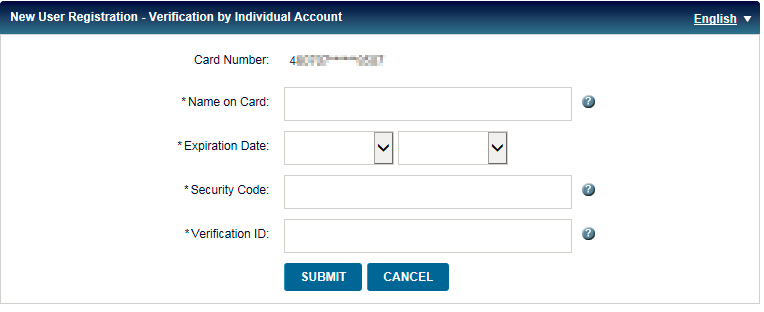 New User Registration - Verification by Individual Account
English
Card Number:
*Name on Card:
*Expiration Date:
*Security Code:
*Verification ID:
SUBMIT CANCEL